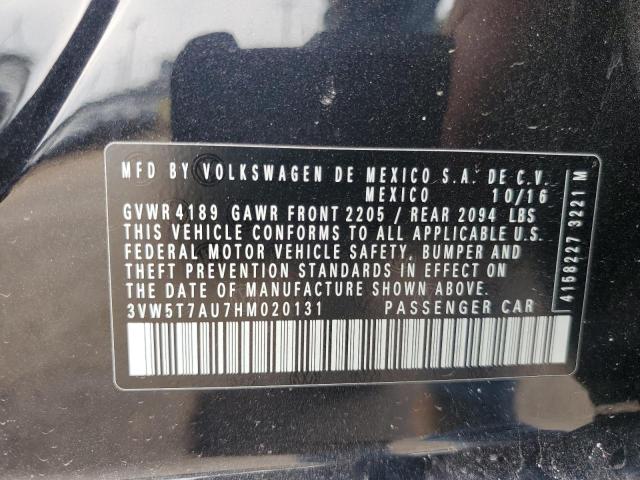 MFD BY VOLKSWAGEN DE MEXICO S.A. DE C.V.
MEXICO 10/16
GVWR 4189 GAWR FRONT 2205 / REAR 2094 LBS
THIS VEHICLE CONFORMS TO ALL APPLICABLE U.S.
FEDERAL MOTOR VEHICLE SAFETY, BUMPER AND
THEFT PREVENTION STANDARDS IN EFFECT ON
THE DATE OF MANUFACTURE SHOWN ABOVE.
3VW5T7AU7HM020131 PASSENGER CAR
4158227 3221 M